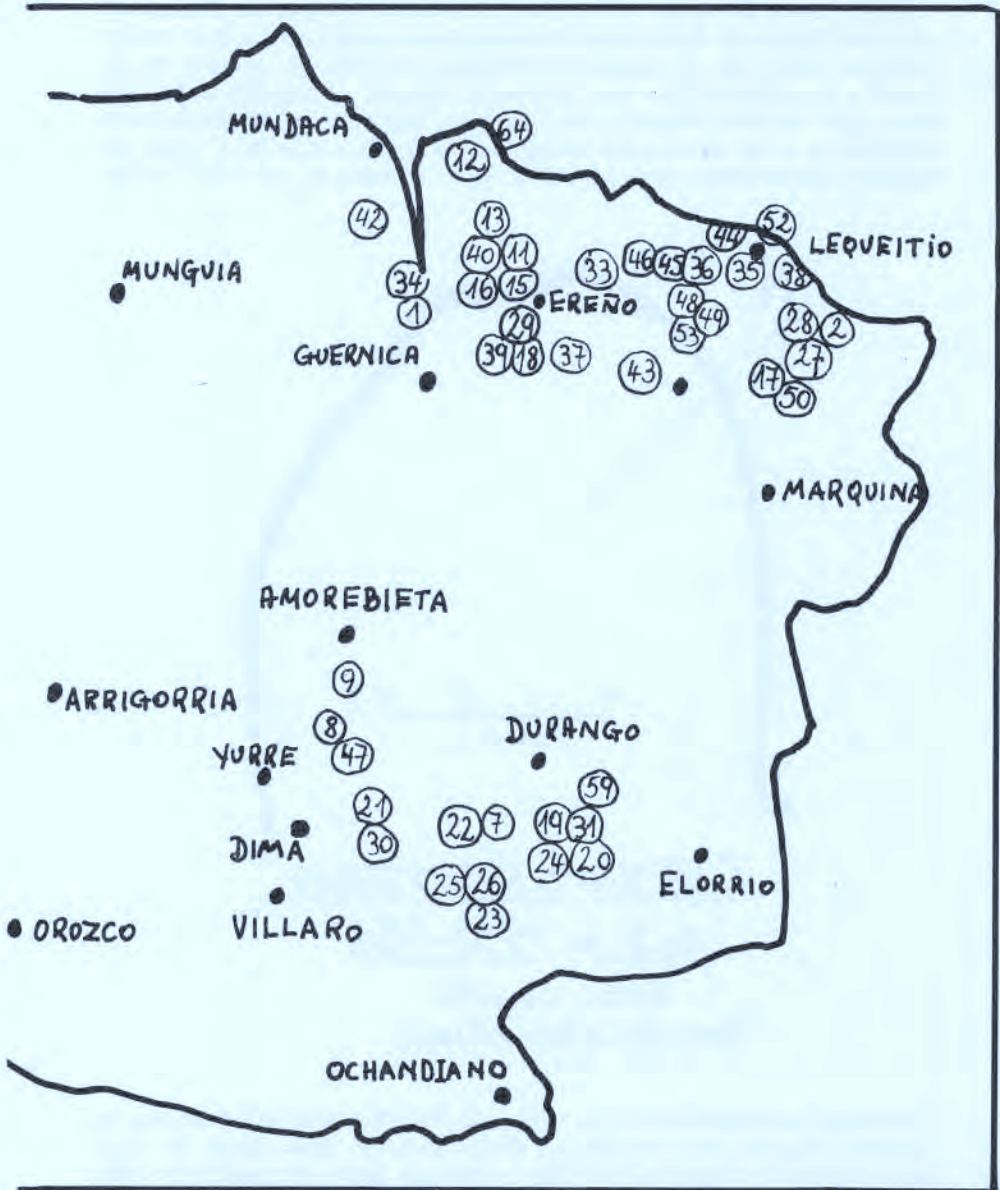 MUNDACA
64
12
42
13
52
44
LEQUEITIO
40 11
46 45 36 35 38
33
MUNGUIA
34
16 15
EREÑO
48
49
28 2
1
29
53
GUERNICA
39 18 37
43
27
17
50
MARQUINA
AMOREBIETA
9
ARRIGORRIA
8
DURANGO
YURRE
47
59
21
22 7
19 31
DIMA
30
24 20
25 26
ELORRIO
23
OROZCO
VILLARO
OCHANDIANO